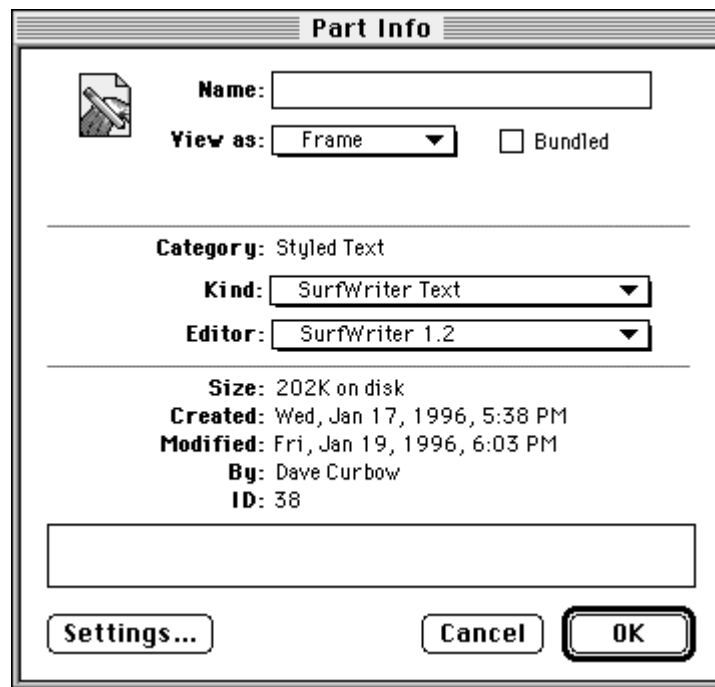 Part Info
Name:
View as: Frame Bundled
Category: Styled Text
Kind: SurfWriter Text
Editor: SurfWriter 1.2
Size: 202K on disk
Created: Wed, Jan 17, 1996, 5:38 PM
Modified: Fri, Jan 19, 1996, 6:03 PM
By: Dave Curbow
ID: 38
Settings... Cancel OK